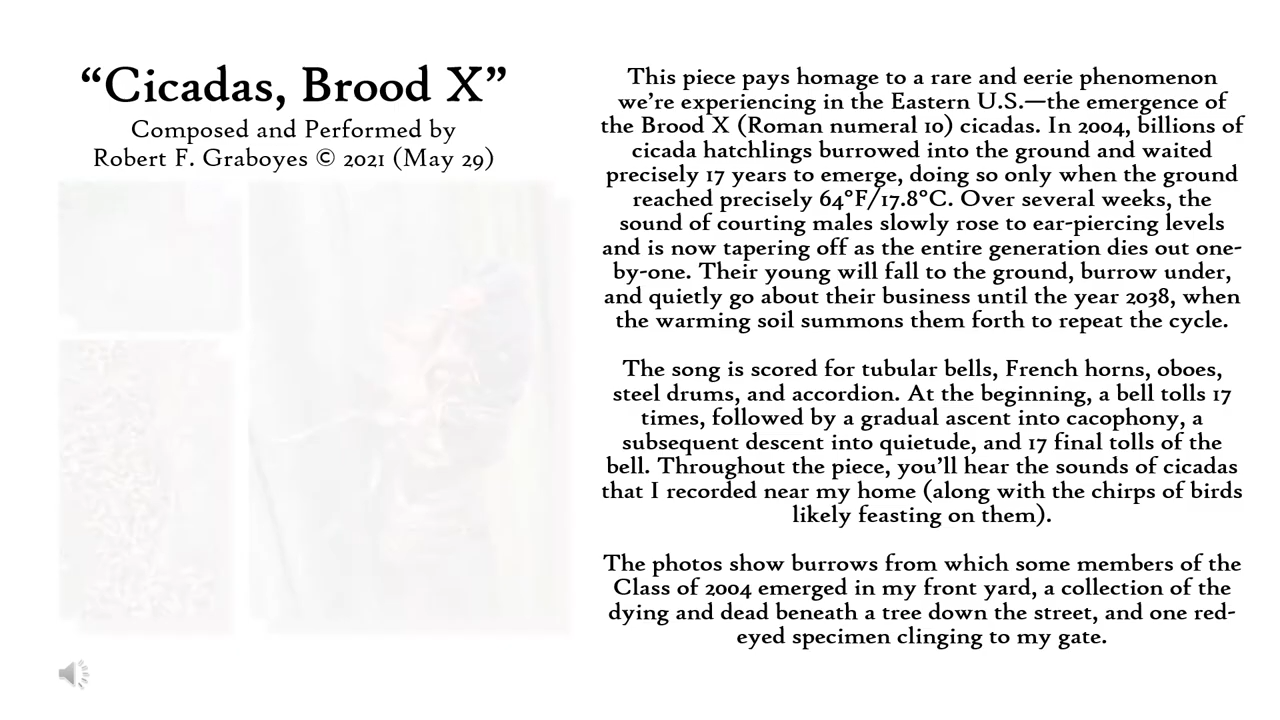 “Cicadas, Brood X”
Composed and Performed by
Robert F. Graboyes © 2021 (May 29)
This piece pays homage to a rare and eerie phenomenon
we’re experiencing in the Eastern U.S.—the emergence of
the Brood X (Roman numeral 10) cicadas. In 2004, billions of
cicada hatchlings burrowed into the ground and waited
precisely 17 years to emerge, doing so only when the ground
reached precisely 64°F/17.8°C. Over several weeks, the
sound of courting males slowly rose to ear-piercing levels
and is now tapering off as the entire generation dies out one-
by-one. Their young will fall to the ground, burrow under,
and quietly go about their business until the year 2038, when
the warming soil summons them forth to repeat the cycle.
The song is scored for tubular bells, French horns, oboes,
steel drums, and accordion. At the beginning, a bell tolls 17
times, followed by a gradual ascent into cacophony, a
subsequent descent into quietude, and 17 final tolls of the
bell. Throughout the piece, you’ll hear the sounds of cicadas
that I recorded near my home (along with the chirps of birds
likely feasting on them).
The photos show burrows from which some members of the
Class of 2004 emerged in my front yard, a collection of the
dying and dead beneath a tree down the street, and one red-
eyed specimen clinging to my gate.